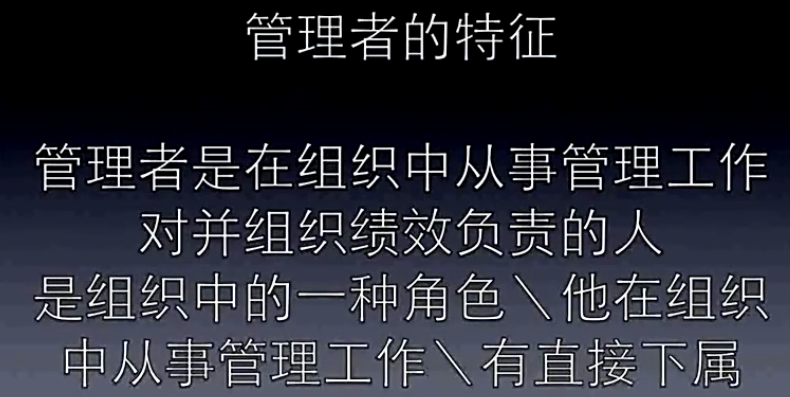 管理者的特征
管理者是在组织中从事管理工作
对并组织绩效负责的人
是组织中的一种角色＼他在组织
中从事管理工作＼有直接下属